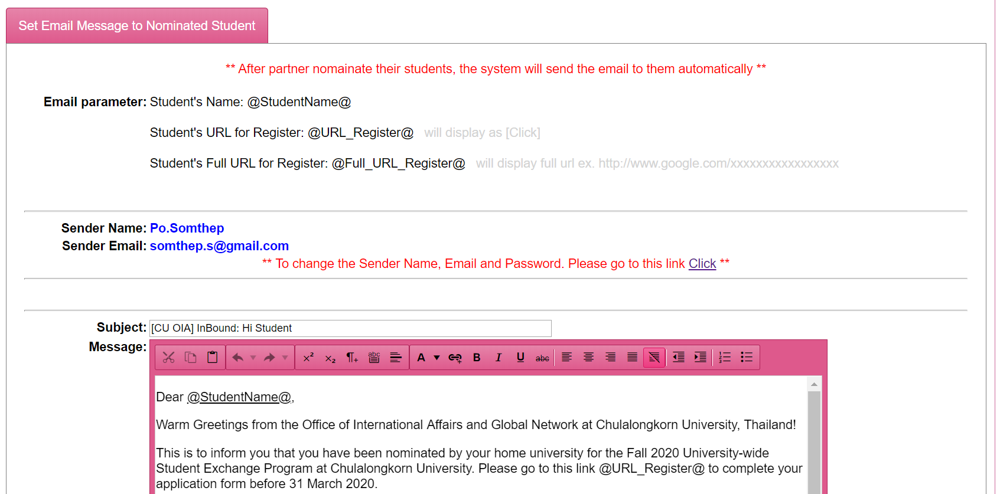 Set Email Message to Nominated Student
** After partner nomainate their students, the system will send the email to them automatically **
Email parameter: Student's Name: @StudentName@
Student's URL for Register: @URL_Register@ will display as [Click]
Student's Full URL for Register: @Full_URL_Register@ will display full url ex. http://www.google.com/xxxxxxxxxxxxxxxxx
Sender Name: Po.Somthep
Sender Email: somthep.s@gmail.com
** To change the Sender Name, Email and Password. Please go to this link Click **
Subject: [CU OIA] InBound: Hi Student
Message:
Dear @StudentName@,
Warm Greetings from the Office of International Affairs and Global Network at Chulalongkorn University, Thailand!
This is to inform you that you have been nominated by your home university for the Fall 2020 University-wide
Student Exchange Program at Chulalongkorn University. Please go to this link @URL_Register@ to complete your
application form before 31 March 2020.